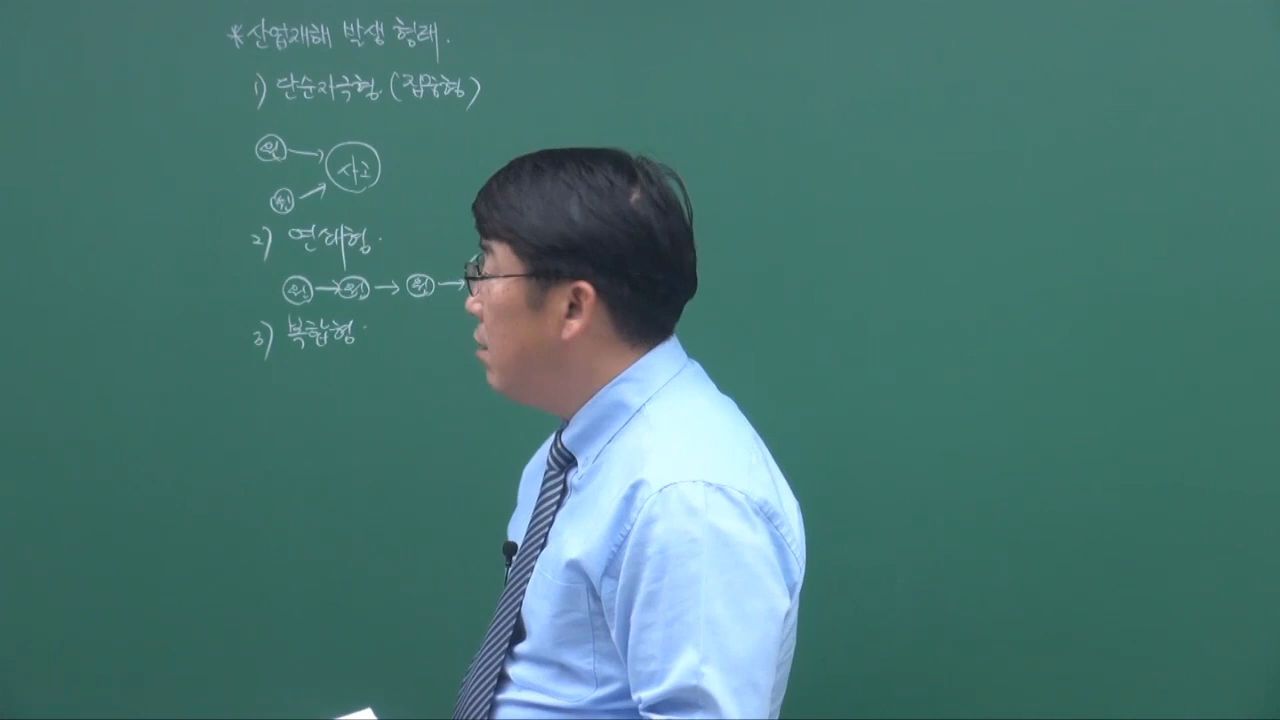 * 산업재해 발생 형태.
1) 단순자극형 (집중형)
원 → 사고
원 →
2) 연쇄형.
원 → 원 → 원 →
3) 복합형.